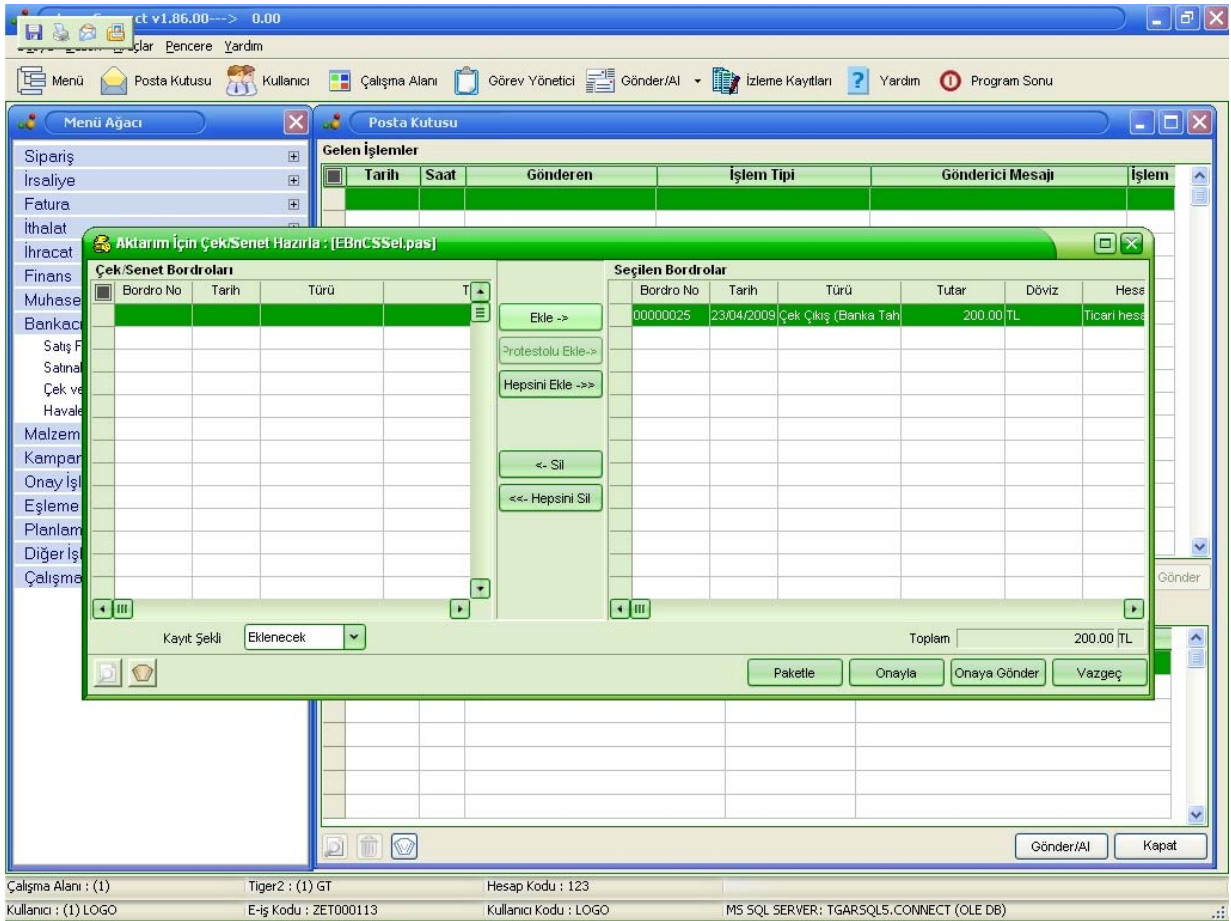 ct v1.86.00---> 0.00
Pencere Yardım
Menü Posta Kutusu Kullanıcı Çalışma Alanı Görev Yönetici Gönder/Al İzleme Kayıtları Yardım Program Sonu
Menü Ağacı
Posta Kutusu
Sipariş
İrsaliye
Fatura
İthalat
İhracat
Finans
Muhase
Bankacı
Satış F
Satınal
Çek ve
Havale
Malzem
Kampan
Onay İşl
Eşleme
Planlam
Diğer İşl
Çalışma
Gelen İşlemler
Tarih Saat Gönderen İşlem Tipi Gönderici Mesajı İşlem
Aktarım İçin Çek/Senet Hazırla : [EBnCSSel.pas]
Çek/Senet Bordroları
Bordro No Tarih Türü T
Ekle ->
Protestolu Ekle->
Hepsini Ekle ->>
<- Sil
<<- Hepsini Sil
Seçilen Bordrolar
Bordro No Tarih Türü Tutar Döviz Hesa
00000025 23/04/2009 Çek Çıkış (Banka Tah 200.00 TL Ticari hesa
Kayıt Şekli Eklenecek
Toplam 200.00 TL
Paketle Onayla Onaya Gönder Vazgeç
Gönder
Gönder/Al Kapat
Çalışma Alanı : (1) Tiger2 : (1) GT Hesap Kodu : 123
Kullanıcı : (1) LOGO E-iş Kodu : ZET000113 Kullanıcı Kodu : LOGO MS SQL SERVER: TGARSQL5.CONNECT (OLE DB)